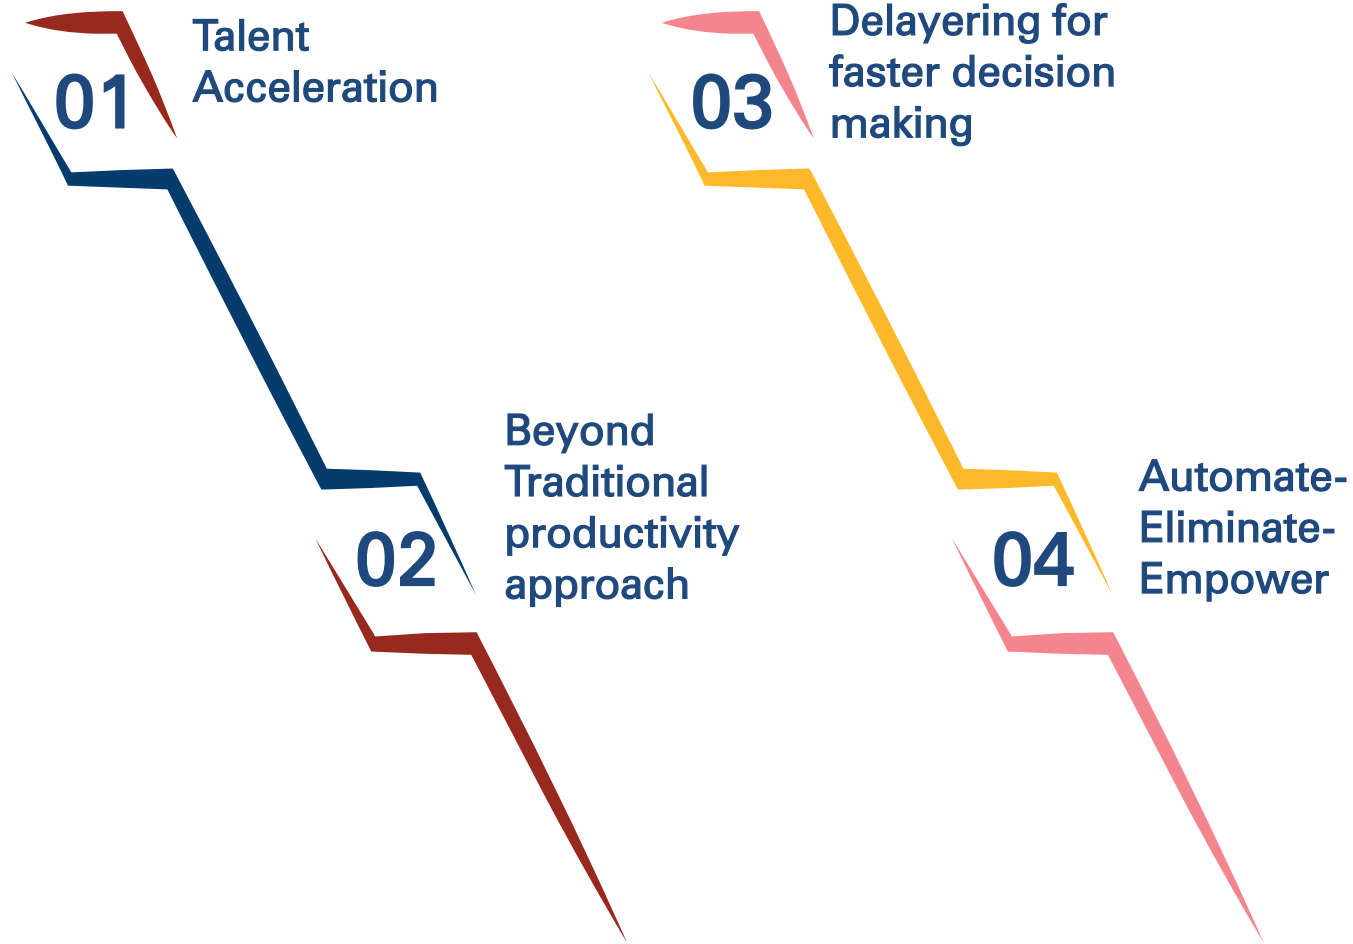 01
Talent
Acceleration
02
Beyond
Traditional
productivity
approach
03
Delayering for
faster decision
making
04
Automate-
Eliminate-
Empower